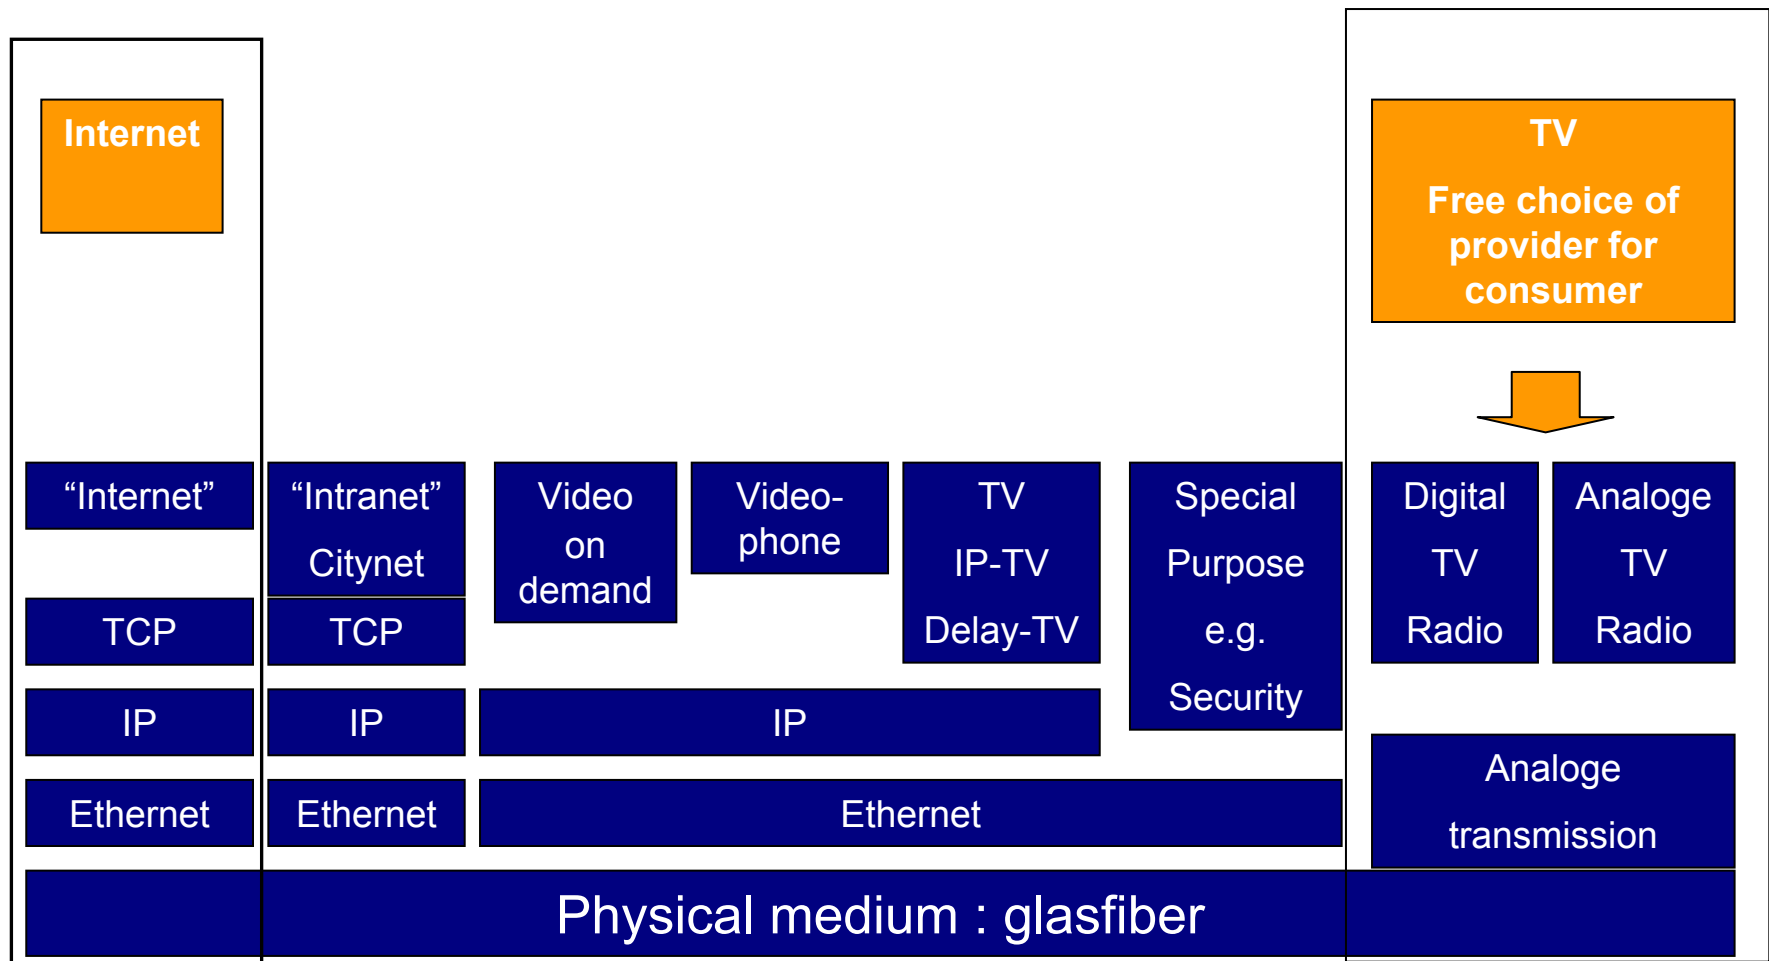 Internet
TV
Free choice of
provider for
consumer
“Internet”
“Intranet”
Citynet
Video
on
demand
Video-
phone
TV
IP-TV
Delay-TV
Special
Purpose
e.g.
Security
Digital
TV
Radio
Analoge
TV
Radio
TCP
TCP
IP
IP
IP
Ethernet
Ethernet
Ethernet
Analoge
transmission
Physical medium : glasfiber